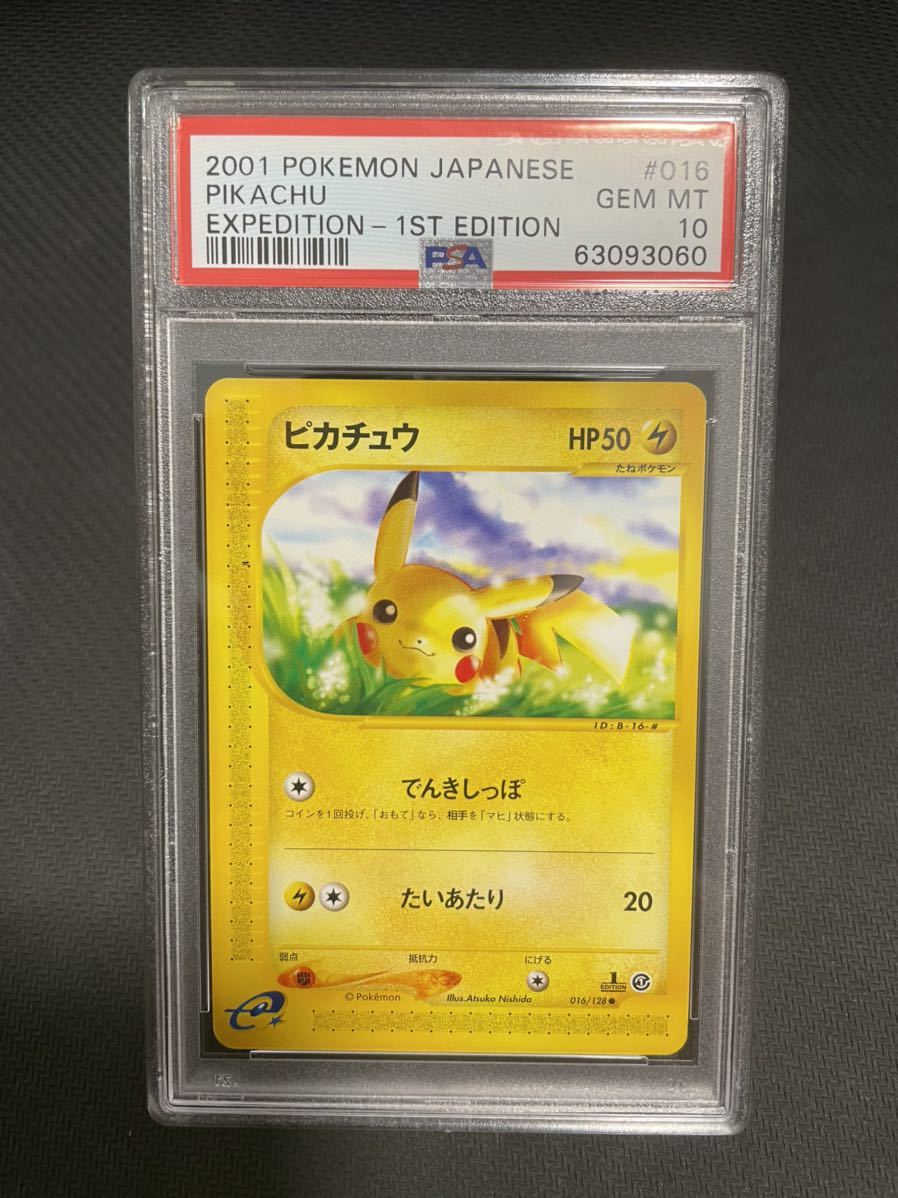 2001 POKEMON JAPANESE #016
PIKACHU GEM MT
EXPEDITION - 1ST EDITION 10
PSA 63093060
ピカチュウ HP50
たねポケモン
ID:B-16-#
でんきしっぽ
コインを1回投げ、「おもて」なら、相手を「マヒ」状態にする。
たいあたり 20
弱点 抵抗力 にげる
1
EDITION
©Pokémon Illus.Atsuko Nishida 016/128
e